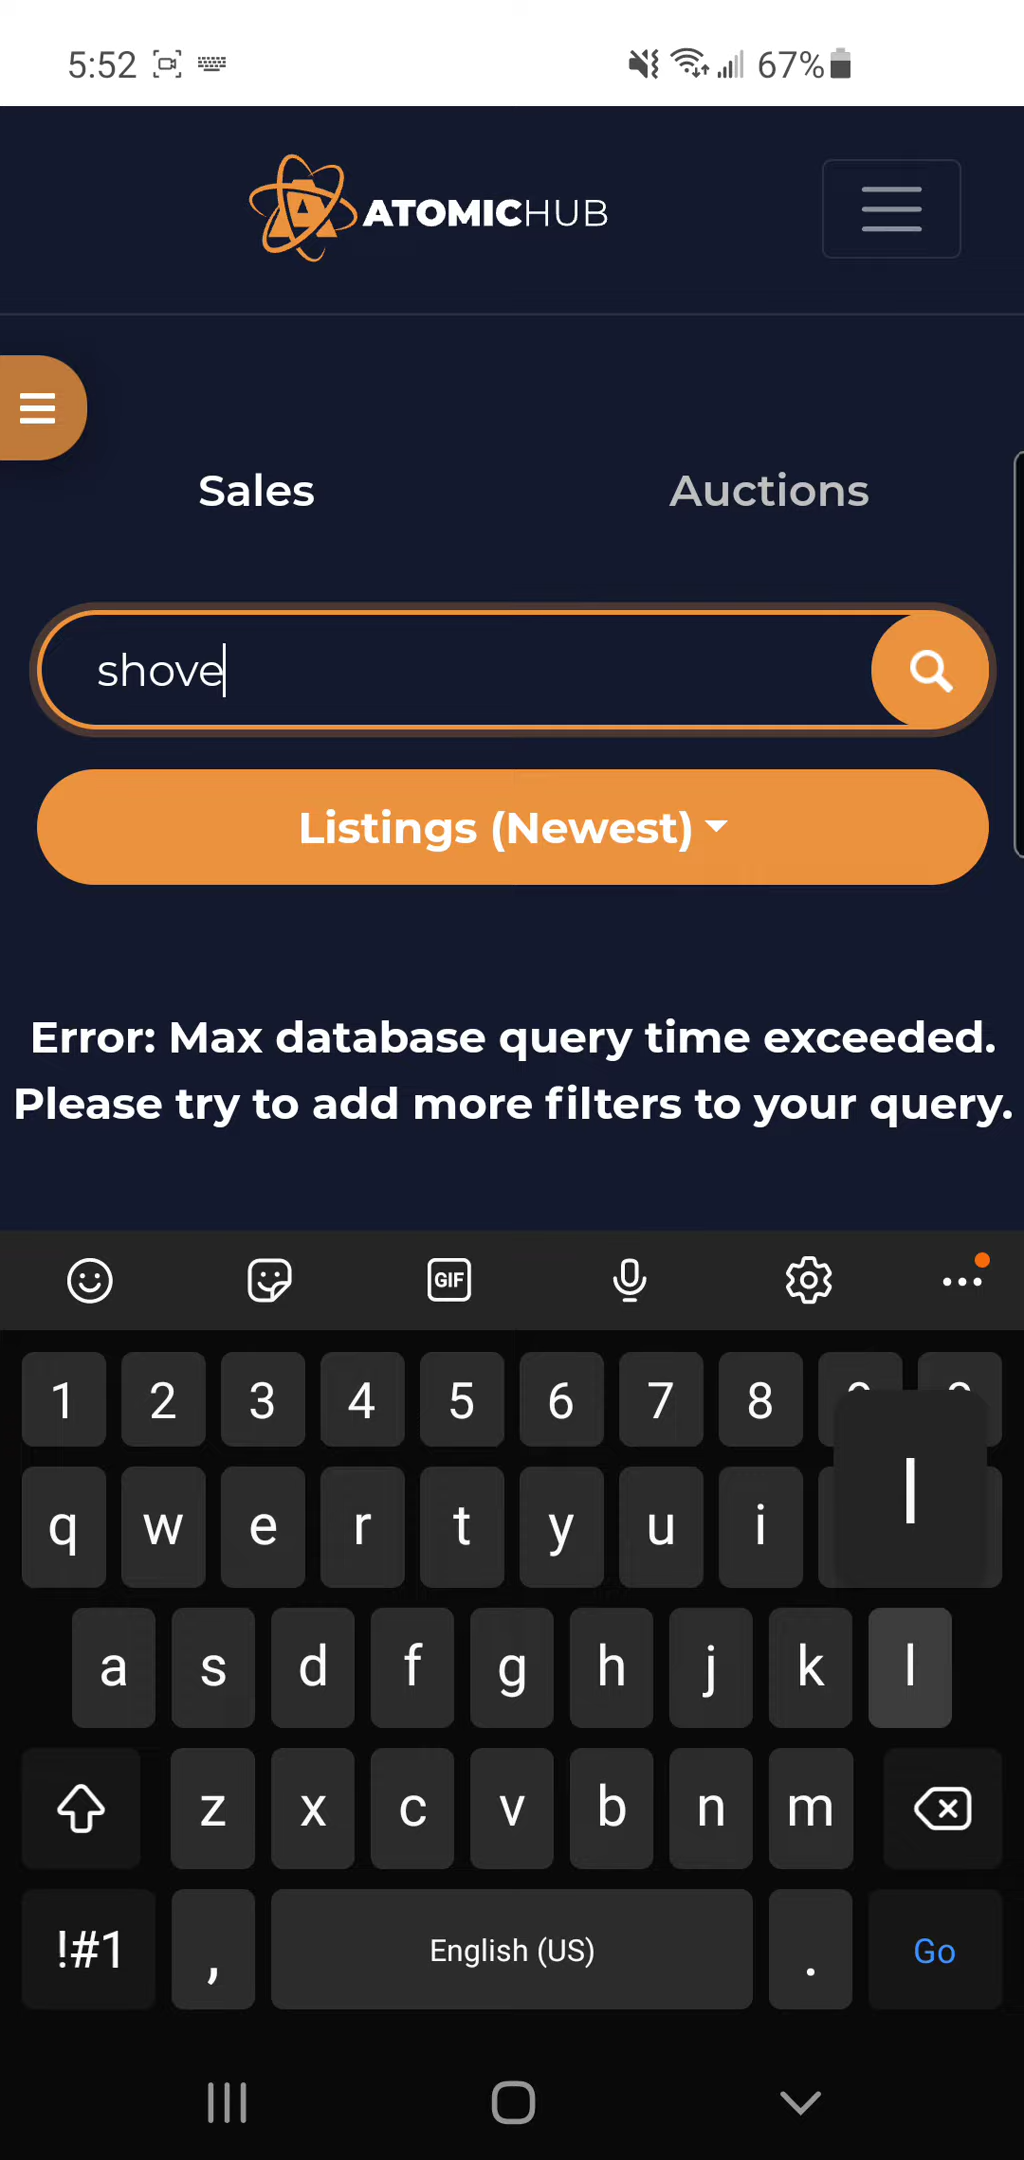 5:52 67%
ATOMICHUB
Sales Auctions
shove
Listings (Newest)
Error: Max database query time exceeded.
Please try to add more filters to your query.
GIF
1 2 3 4 5 6 7 8
q w e r t y u i l
a s d f g h j k l
z x c v b n m
!#1 , English (US) . Go